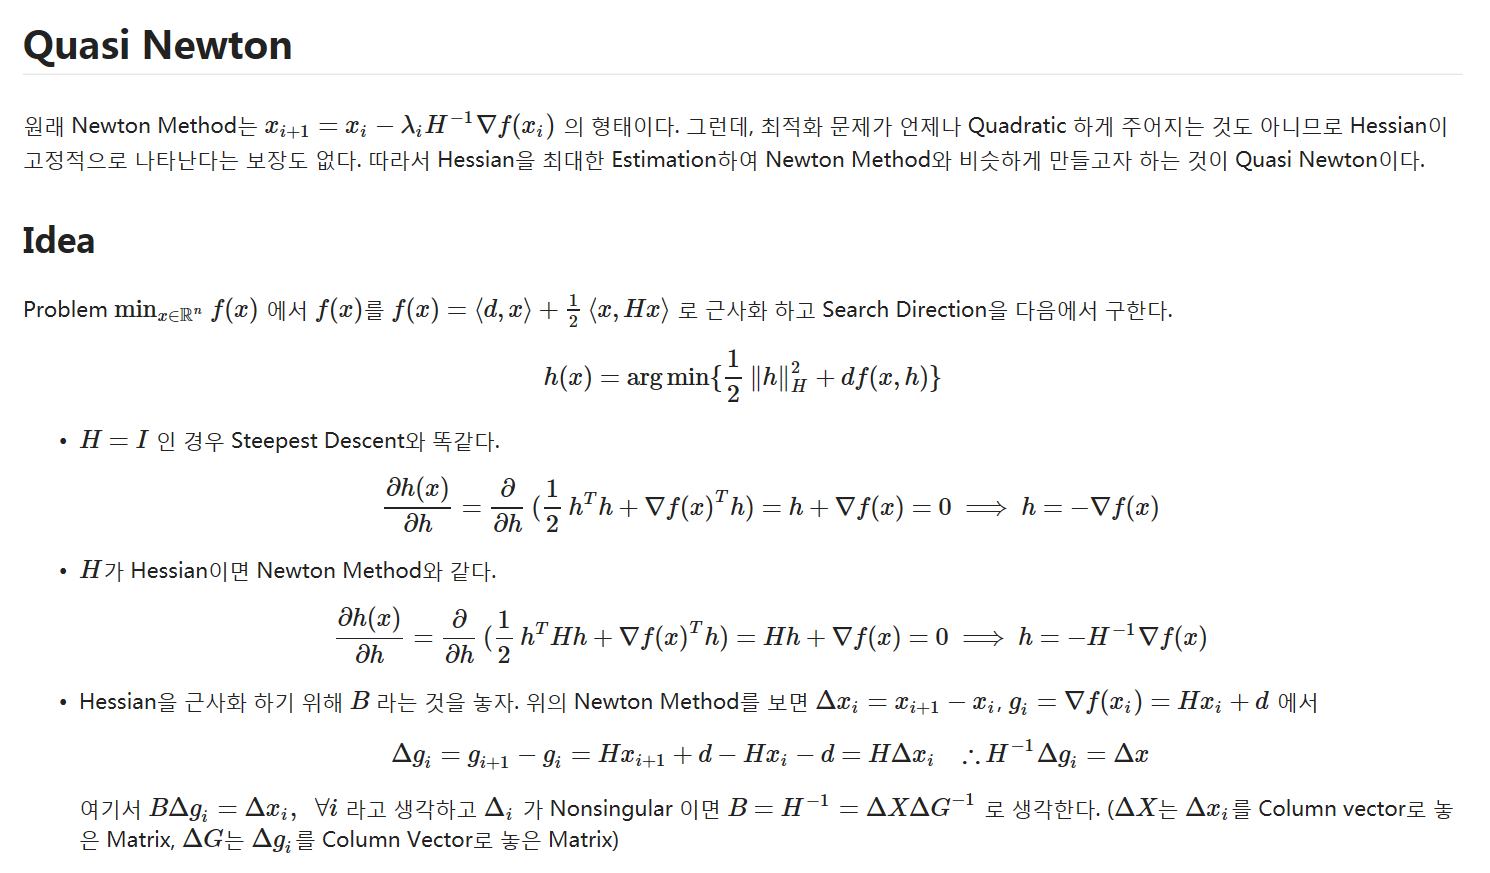 Quasi Newton
원래 Newton Method는 $x_{i+1} = x_i - \lambda_i H^{-1} \nabla f(x_i)$ 의 형태이다. 그런데, 최적화 문제가 언제나 Quadratic 하게 주어지는 것도 아니므로 Hessian이
고정적으로 나타난다는 보장도 없다. 따라서 Hessian을 최대한 Estimation하여 Newton Method와 비슷하게 만들고자 하는 것이 Quasi Newton이다.
Idea
Problem $\min_{x \in \mathbb{R}^n} f(x)$ 에서 $f(x)$를 $f(x) = \langle d, x \rangle + \frac{1}{2} \langle x, Hx \rangle$ 로 근사화 하고 Search Direction을 다음에서 구한다.
$h(x) = \arg\min\{\frac{1}{2} \|h\|_H^2 + df(x, h)\}$
• $H = I$ 인 경우 Steepest Descent와 똑같다.
$\frac{\partial h(x)}{\partial h} = \frac{\partial}{\partial h} (\frac{1}{2} h^T h + \nabla f(x)^T h) = h + \nabla f(x) = 0 \implies h = -\nabla f(x)$
• $H$가 Hessian이면 Newton Method와 같다.
$\frac{\partial h(x)}{\partial h} = \frac{\partial}{\partial h} (\frac{1}{2} h^T H h + \nabla f(x)^T h) = Hh + \nabla f(x) = 0 \implies h = -H^{-1} \nabla f(x)$
• Hessian을 근사화 하기 위해 $B$ 라는 것을 놓자. 위의 Newton Method를 보면 $\Delta x_i = x_{i+1} - x_i, g_i = \nabla f(x_i) = Hx_i + d$ 에서
$\Delta g_i = g_{i+1} - g_i = Hx_{i+1} + d - Hx_i - d = H \Delta x_i \quad \therefore H^{-1} \Delta g_i = \Delta x$
여기서 $B \Delta g_i = \Delta x_i, \ \forall i$ 라고 생각하고 $\Delta_i$ 가 Nonsingular 이면 $B = H^{-1} = \Delta X \Delta G^{-1}$ 로 생각한다. ($\Delta X$는 $\Delta x_i$를 Column vector로 놓
은 Matrix, $\Delta G$는 $\Delta g_i$를 Column Vector로 놓은 Matrix)